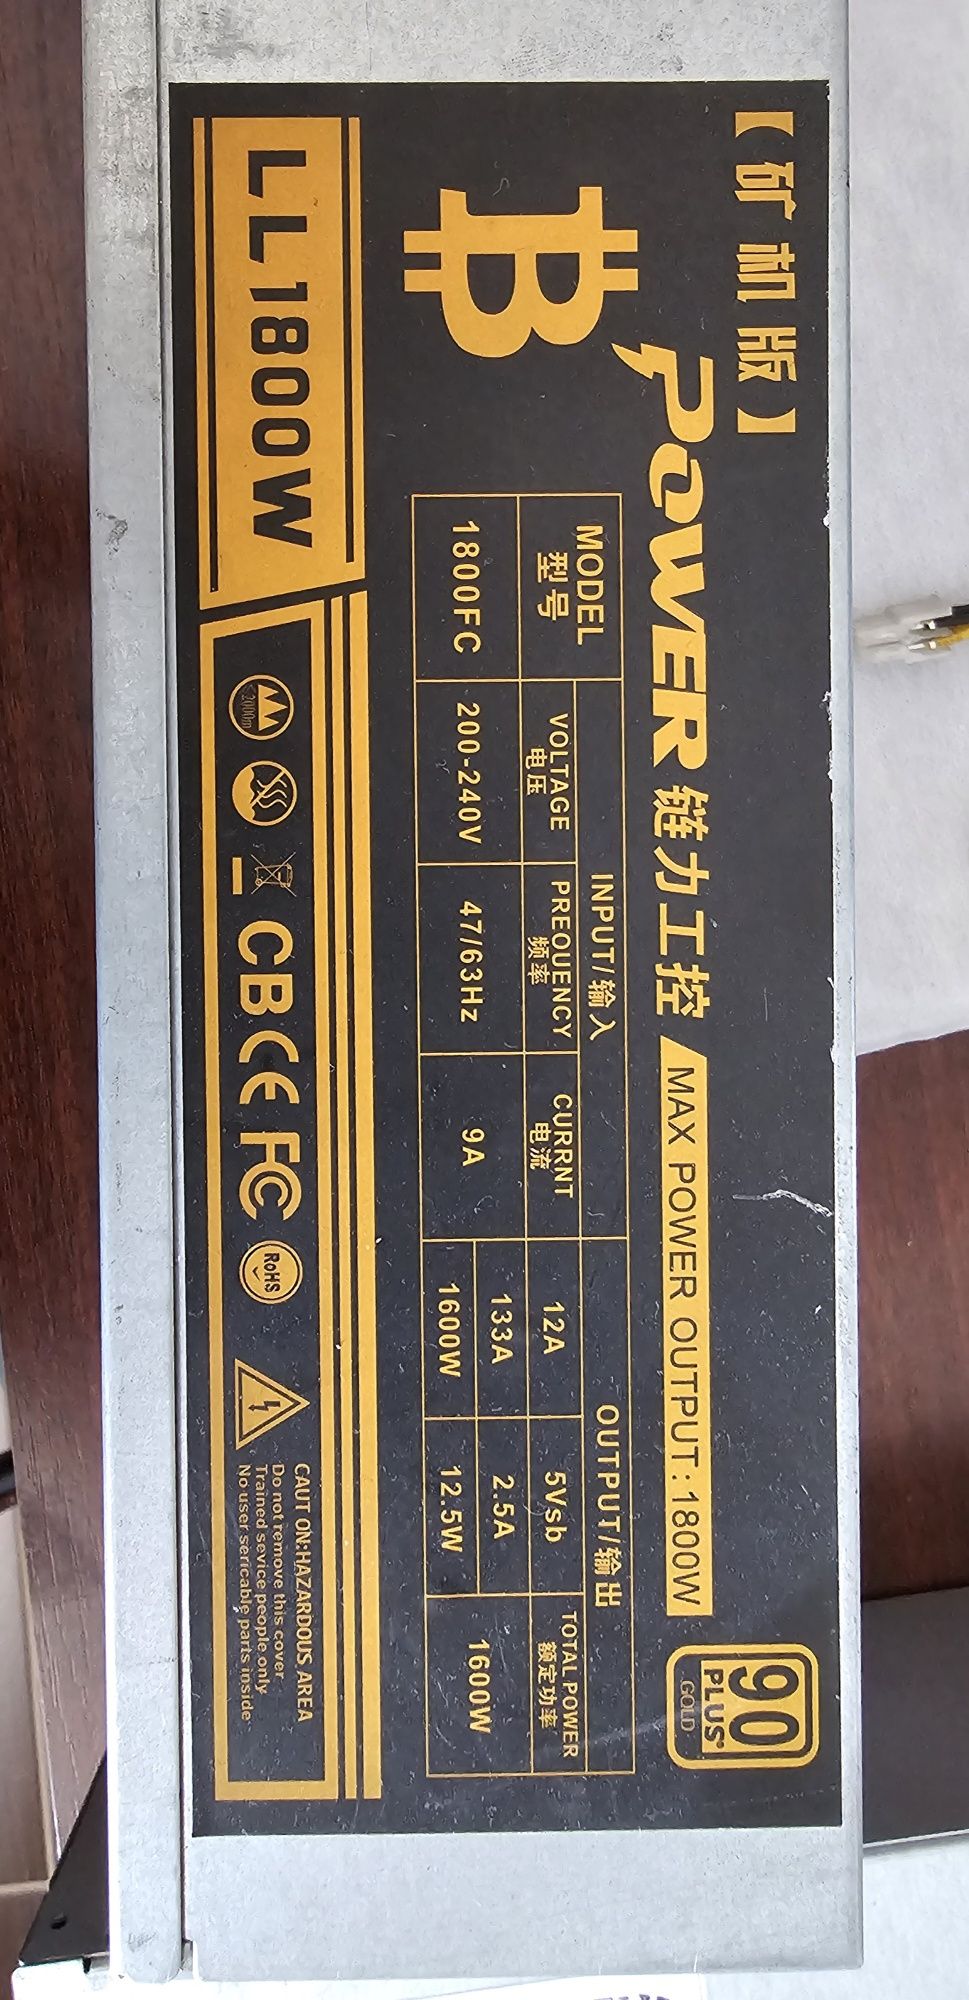 【矿机版】
POWER 链力工控 MAX POWER OUTPUT:1800W
90
PLUS
GOLD
MODEL
型号
INPUT/输入
OUTPUT/输出
VOLTAGE
电压
PREQUENCY
频率
CURRNT
电流
12A
5Vsb
TOTAL POWER
额定功率
1800FC
200-240V
47/63Hz
9A
133A
2.5A
1600W
12.5W
1600W
LL1800W
≤2000m
CB CE FC RoHS
CAUT ON:HAZARDOUS AREA
Do not remove this cover
Trained sevice people only
No user sericable parts inside